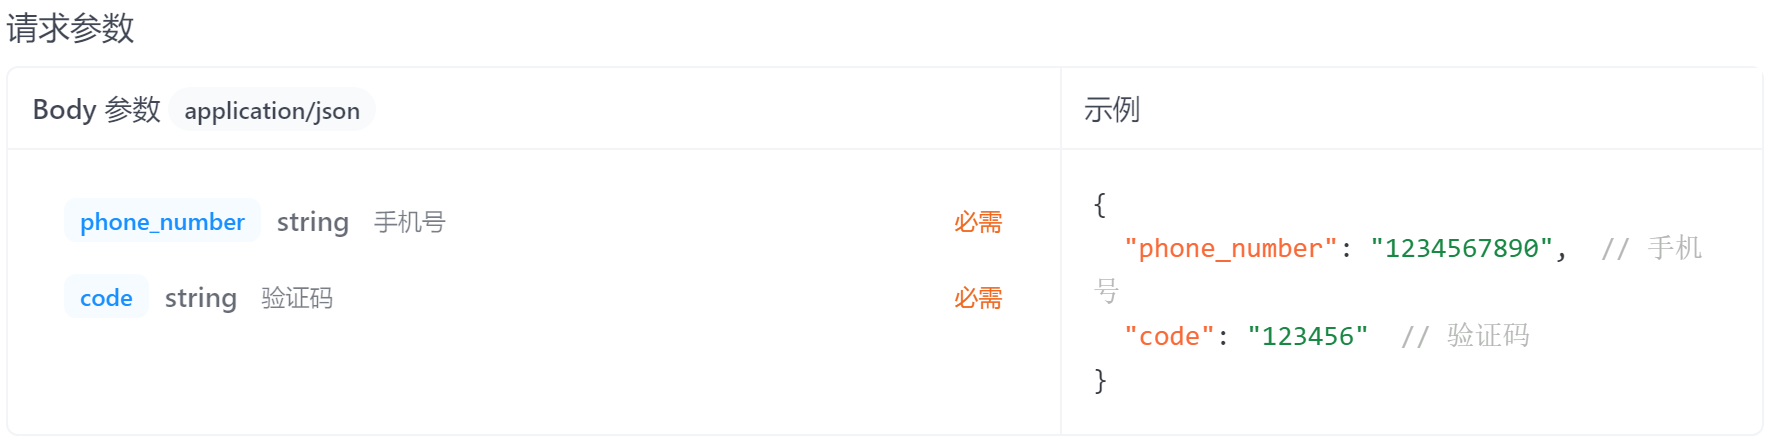 请求参数
Body 参数 application/json
示例
phone_number string 手机号 必需
code string 验证码 必需
{
"phone_number": "1234567890", // 手机
号
"code": "123456" // 验证码
}